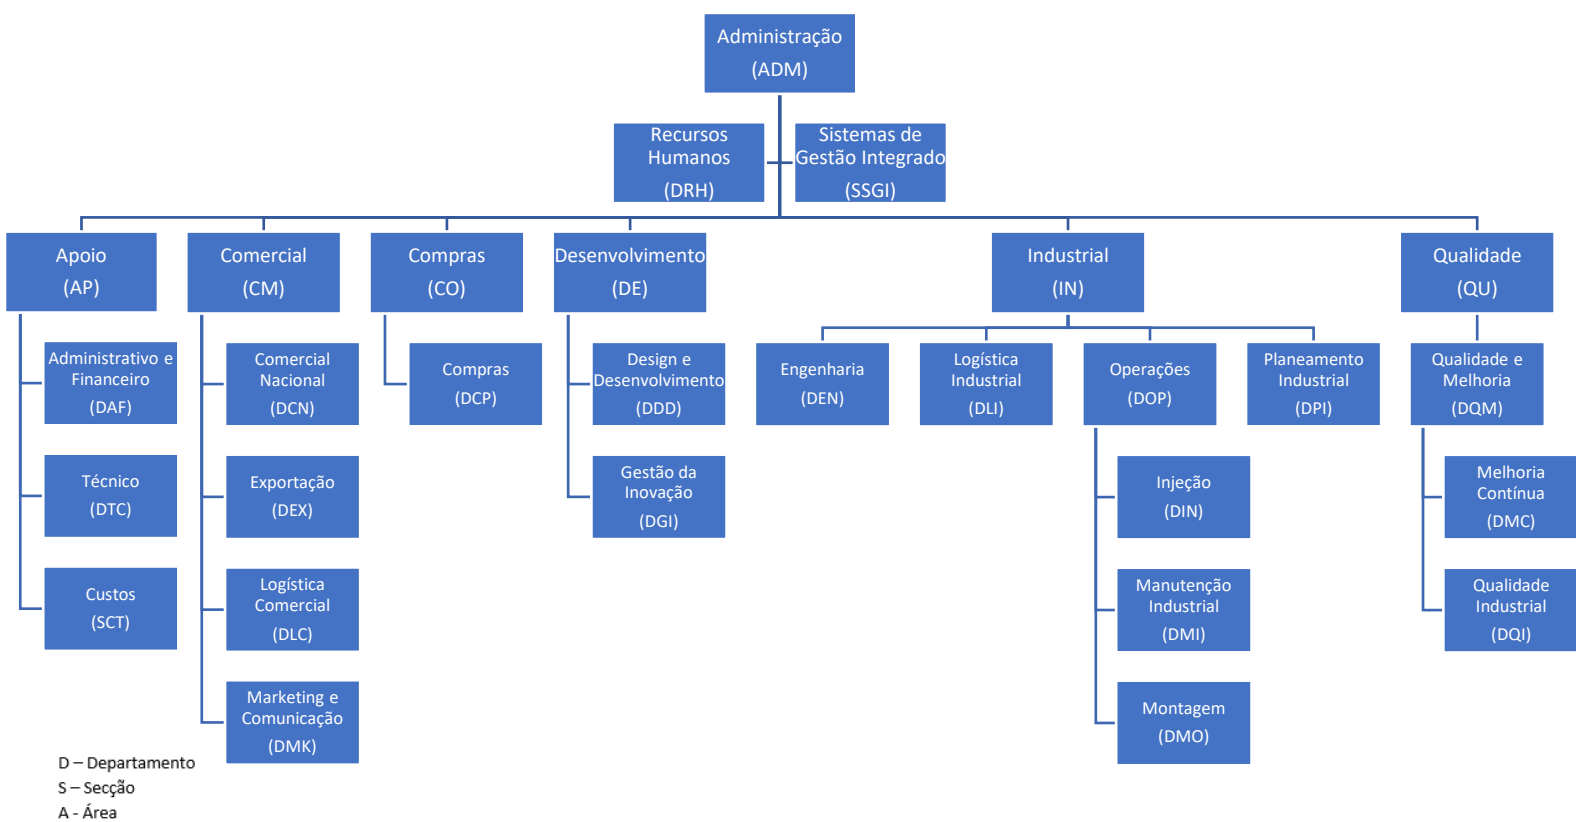 Administração
(ADM)
Recursos
Humanos
(DRH)
Sistemas de
Gestão Integrado
(SSGI)
Apoio
(AP)
Comercial
(CM)
Compras
(CO)
Desenvolvimento
(DE)
Industrial
(IN)
Qualidade
(QU)
Administrativo e
Financeiro
(DAF)
Comercial
Nacional
(DCN)
Compras
(DCP)
Design e
Desenvolvimento
(DDD)
Engenharia
(DEN)
Logística
Industrial
(DLI)
Operações
(DOP)
Planeamento
Industrial
(DPI)
Qualidade e
Melhoria
(DQM)
Técnico
(DTC)
Exportação
(DEX)
Gestão da
Inovação
(DGI)
Injeção
(DIN)
Melhoria
Contínua
(DMC)
Custos
(SCT)
Logística
Comercial
(DLC)
Manutenção
Industrial
(DMI)
Qualidade
Industrial
(DQI)
Marketing e
Comunicação
(DMK)
Montagem
(DMO)
D – Departamento
S – Secção
A - Área